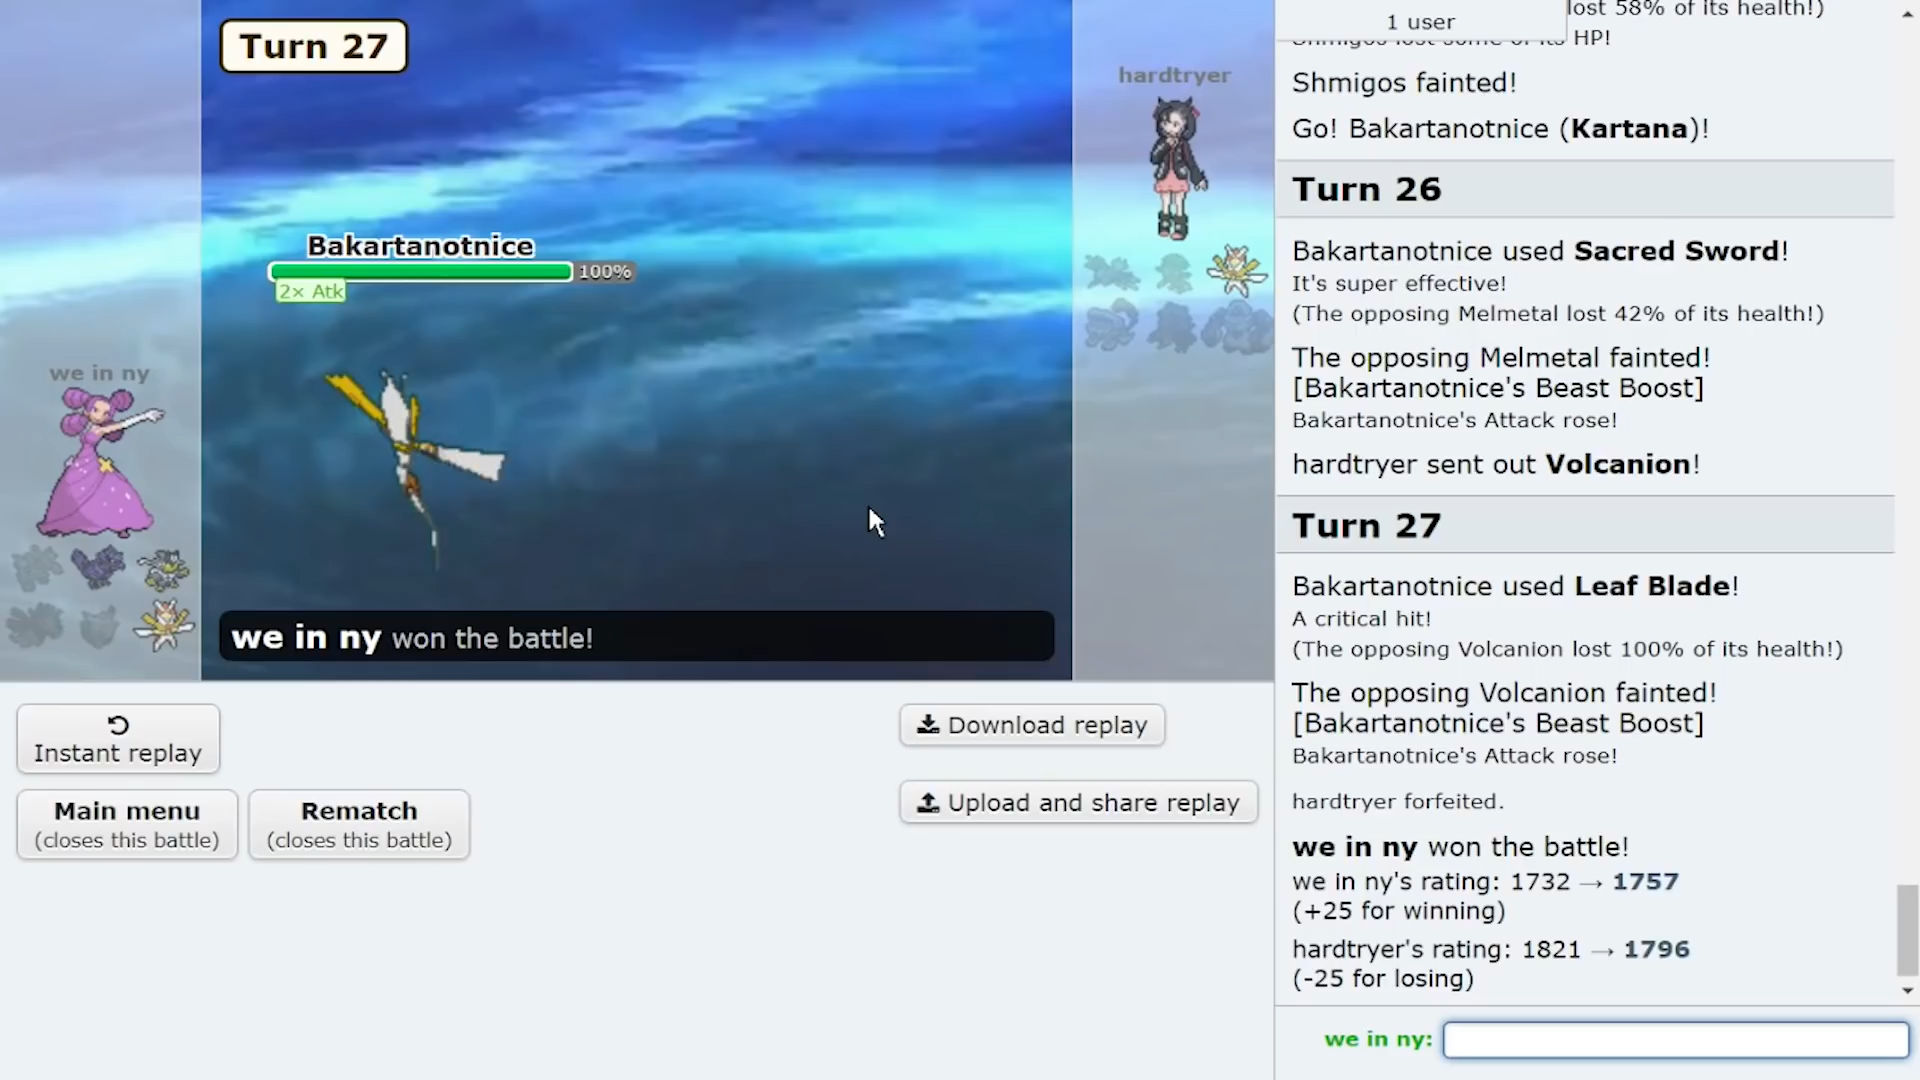 Turn 27
hardtryer
Bakartanotnice
100%
2× Atk
we in ny
we in ny won the battle!
Instant replay
Main menu
(closes this battle)
Rematch
(closes this battle)
Download replay
Upload and share replay
1 user
lost 58% of its health!)
HP!
Shmigos fainted!
Go! Bakartanotnice (Kartana)!
Turn 26
Bakartanotnice used Sacred Sword!
It's super effective!
(The opposing Melmetal lost 42% of its health!)
The opposing Melmetal fainted!
[Bakartanotnice's Beast Boost]
Bakartanotnice's Attack rose!
hardtryer sent out Volcanion!
Turn 27
Bakartanotnice used Leaf Blade!
A critical hit!
(The opposing Volcanion lost 100% of its health!)
The opposing Volcanion fainted!
[Bakartanotnice's Beast Boost]
Bakartanotnice's Attack rose!
hardtryer forfeited.
we in ny won the battle!
we in ny's rating: 1732 → 1757
(+25 for winning)
hardtryer's rating: 1821 → 1796
(-25 for losing)
we in ny: